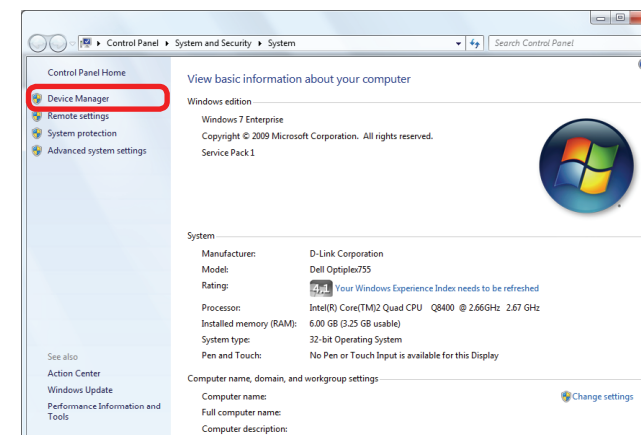 Control Panel ▸ System and Security ▸ System
Search Control Panel
Control Panel Home
Device Manager
Remote settings
System protection
Advanced system settings
See also
Action Center
Windows Update
Performance Information and
Tools
View basic information about your computer
Windows edition
Windows 7 Enterprise
Copyright © 2009 Microsoft Corporation. All rights reserved.
Service Pack 1
System
Manufacturer: D-Link Corporation
Model: Dell Optiplex755
Rating: 4,1 Your Windows Experience Index needs to be refreshed
Processor: Intel(R) Core(TM)2 Quad CPU Q8400 @ 2.66GHz 2.67 GHz
Installed memory (RAM): 6.00 GB (3.25 GB usable)
System type: 32-bit Operating System
Pen and Touch: No Pen or Touch Input is available for this Display
Computer name, domain, and workgroup settings
Computer name: Change settings
Full computer name:
Computer description: